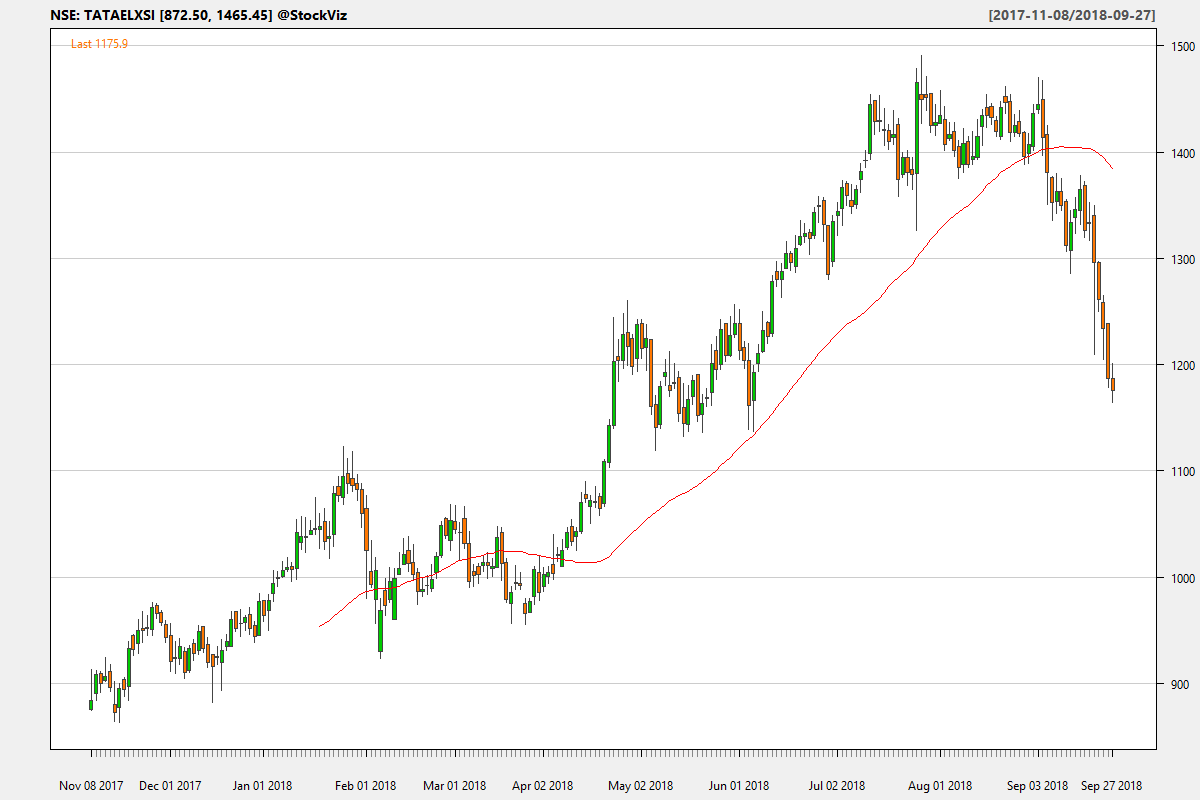 NSE: TATAELXSI [872.50, 1465.45] @StockViz [2017-11-08/2018-09-27]
Last 1175.9
1500
1400
1300
1200
1100
1000
900
Nov 08 2017 Dec 01 2017 Jan 01 2018 Feb 01 2018 Mar 01 2018 Apr 02 2018 May 02 2018 Jun 01 2018 Jul 02 2018 Aug 01 2018 Sep 03 2018 Sep 27 2018